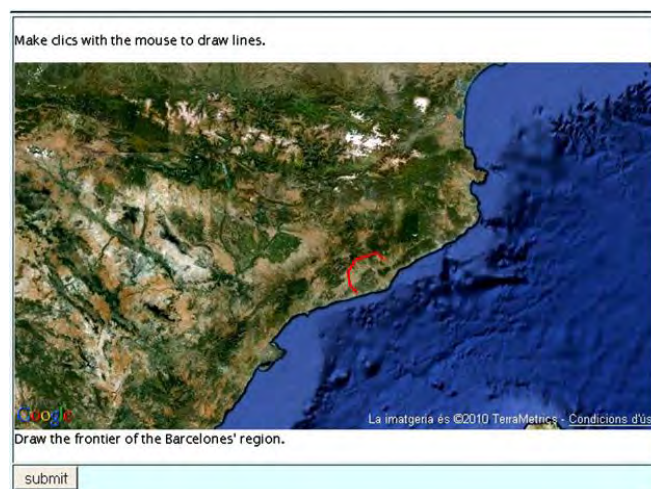 Make clics with the mouse to draw lines.
Google
La imatgeria és ©2010 TerraMetrics - Condicions d'ús
Draw the frontier of the Barcelones' region.
submit